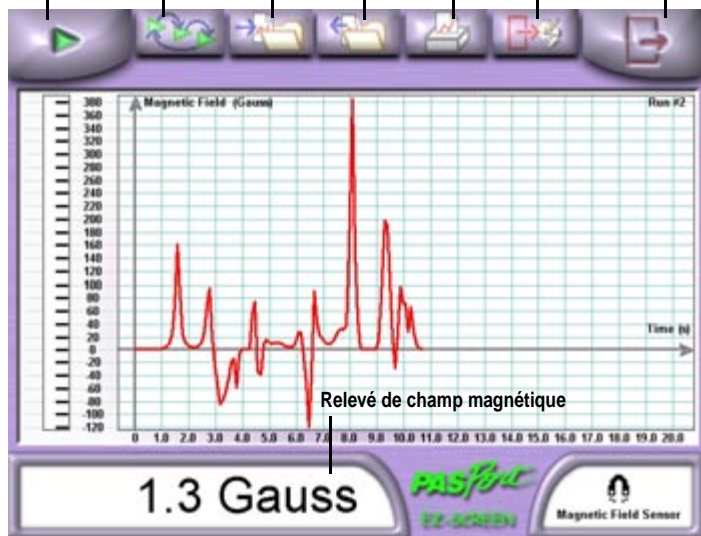 Magnetic Field (Gauss)
Run #2
380
360
340
320
300
280
260
240
220
200
180
160
140
120
100
80
60
40
20
0
-20
-40
-60
-80
-100
-120
Time (s)
Relevé de champ magnétique
0 1.0 2.0 3.0 4.0 5.0 6.0 7.0 8.0 9.0 10.0 11.0 12.0 13.0 14.0 15.0 16.0 17.0 18.0 19.0 20.0
1.3 Gauss
PASPort
EZ-SCREEN
Magnetic Field Sensor